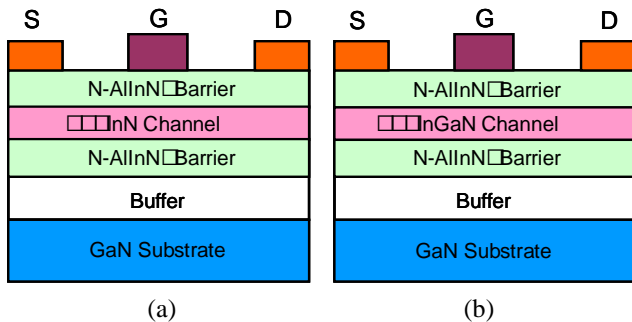 S G D
N-AlInN□Barrier
□□□InN Channel
N-AlInN□Barrier
Buffer
GaN Substrate
(a)
S G D
N-AlInN□Barrier
□□□InGaN Channel
N-AlInN□Barrier
Buffer
GaN Substrate
(b)